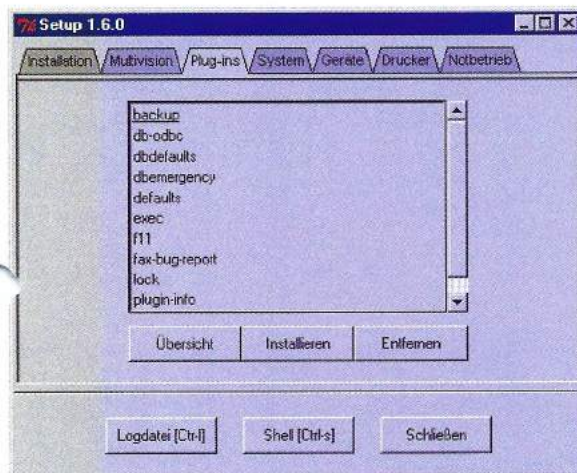 Setup 1.6.0
Installation Multivision Plug-ins System Geräte Drucker Notbetrieb
backup
db-odbc
dbdefaults
dbemergency
defaults
exec
f11
fax-bug-report
lock
plugin-info
Übersicht Installieren Entfernen
Logdatei [Ctrl-l] Shell [Ctrl-s] Schließen